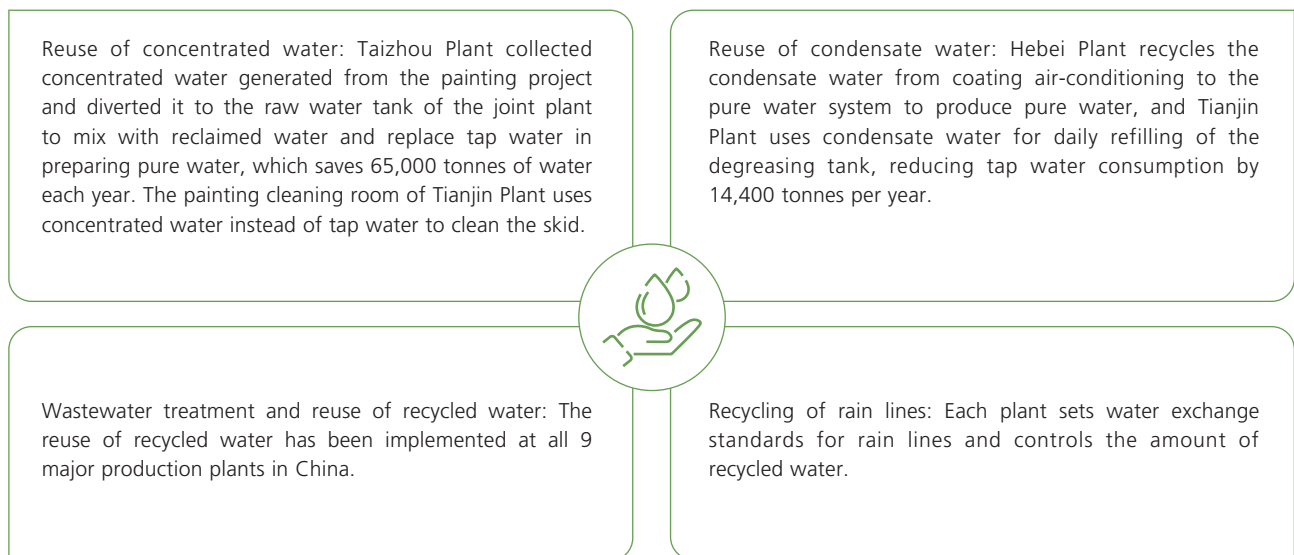 Reuse of concentrated water: Taizhou Plant collected
concentrated water generated from the painting project
and diverted it to the raw water tank of the joint plant
to mix with reclaimed water and replace tap water in
preparing pure water, which saves 65,000 tonnes of water
each year. The painting cleaning room of Tianjin Plant uses
concentrated water instead of tap water to clean the skid.
Reuse of condensate water: Hebei Plant recycles the
condensate water from coating air-conditioning to the
pure water system to produce pure water, and Tianjin
Plant uses condensate water for daily refilling of the
degreasing tank, reducing tap water consumption by
14,400 tonnes per year.
Wastewater treatment and reuse of recycled water: The
reuse of recycled water has been implemented at all 9
major production plants in China.
Recycling of rain lines: Each plant sets water exchange
standards for rain lines and controls the amount of
recycled water.